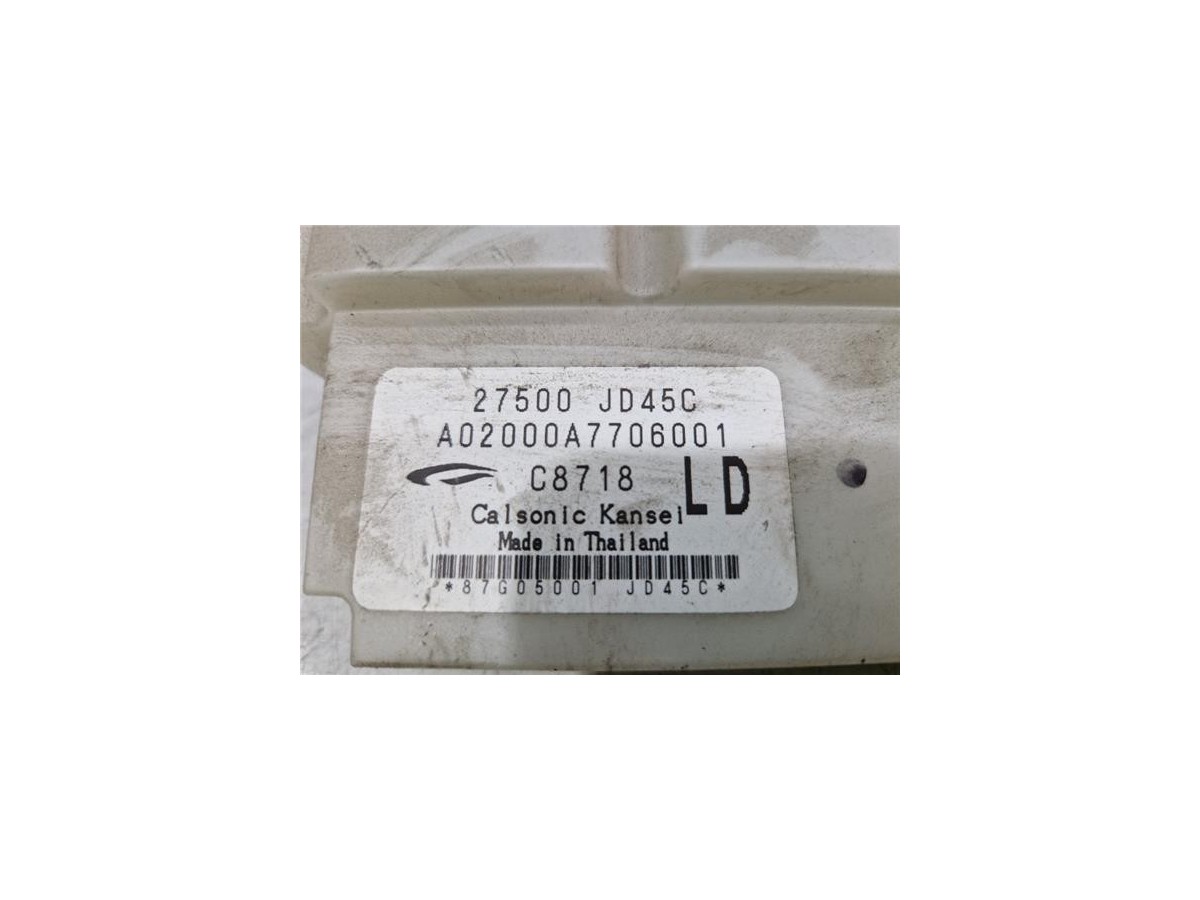 27500 JD45C
A02000A7706001
C8718 LD
Calsonic Kansei
Made in Thailand
*87G05001 JD45C*